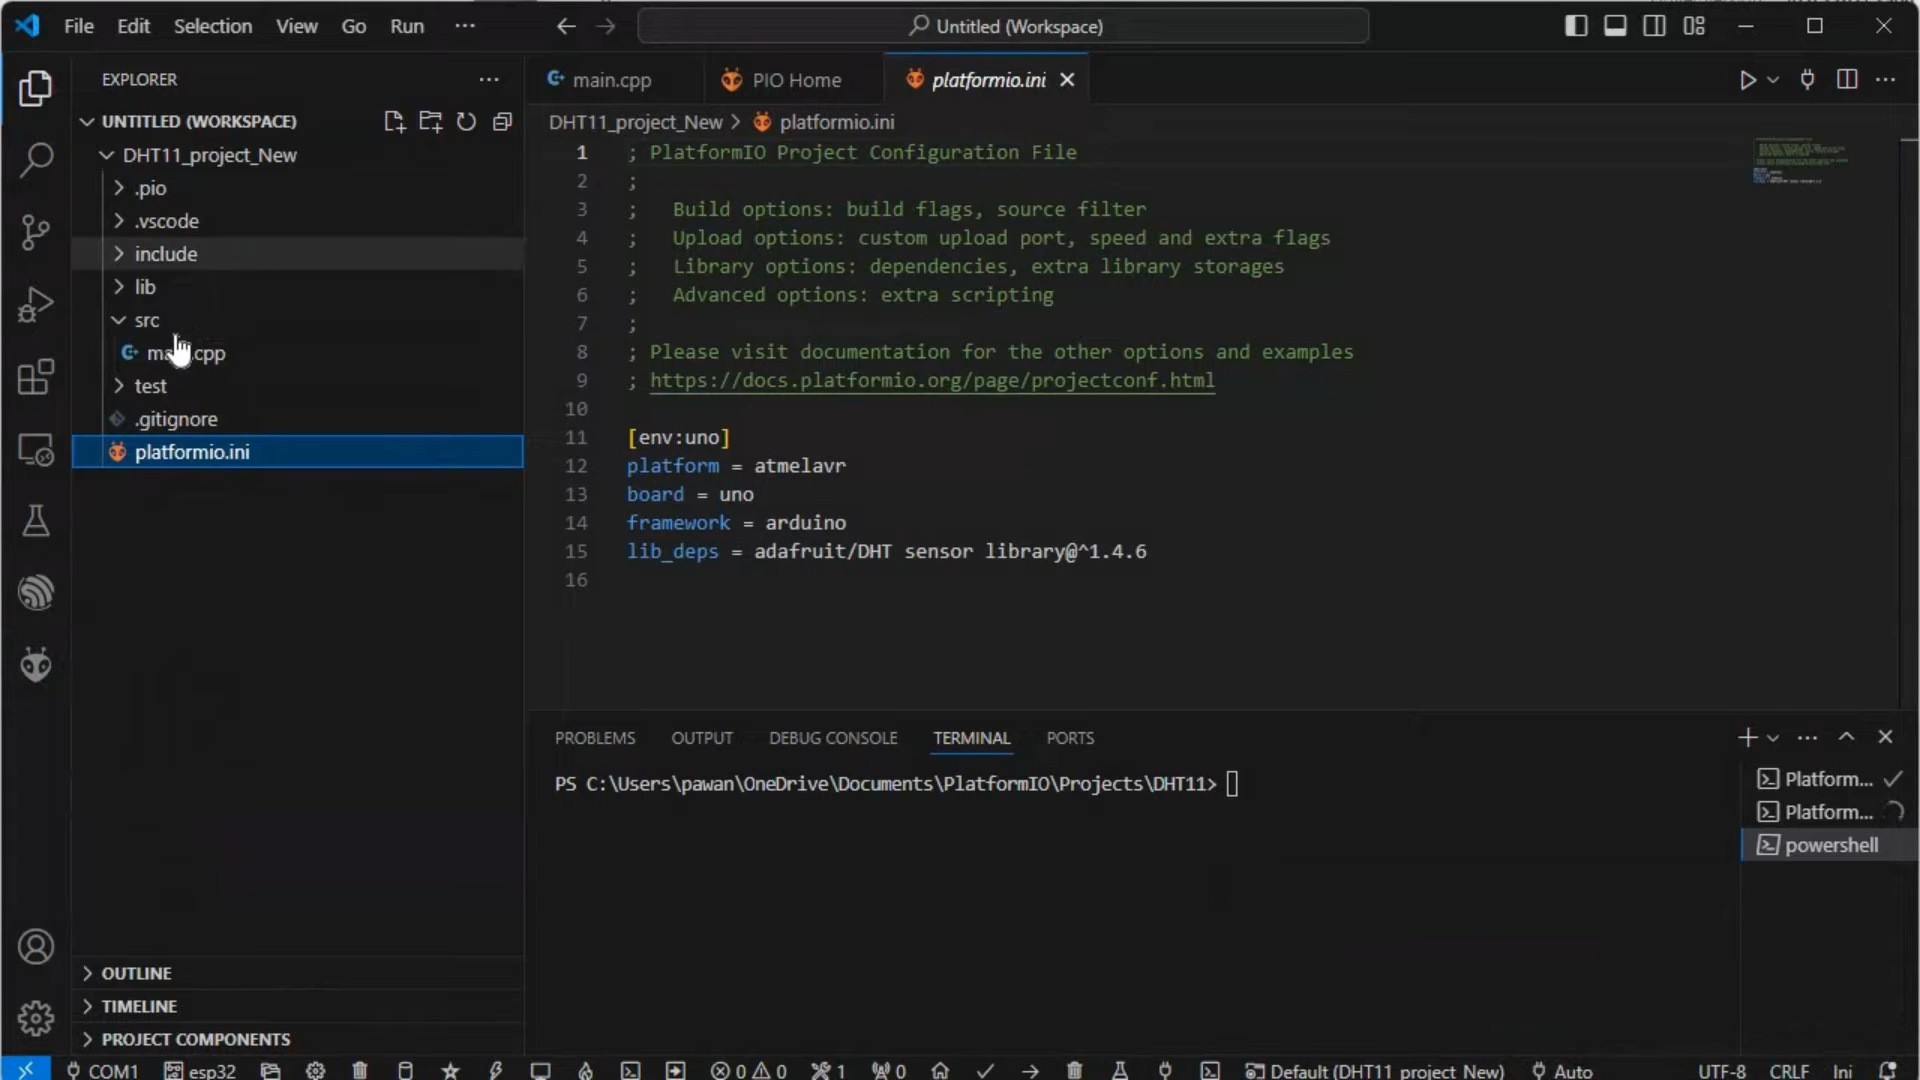 File Edit Selection View Go Run ···
Untitled (Workspace)
EXPLORER
UNTITLED (WORKSPACE)
DHT11_project_New
.pio
.vscode
include
lib
src
main.cpp
test
.gitignore
platformio.ini
OUTLINE
TIMELINE
PROJECT COMPONENTS
main.cpp PIO Home platformio.ini
DHT11_project_New > platformio.ini
1 ; PlatformIO Project Configuration File
2 ;
3 ;   Build options: build flags, source filter
4 ;   Upload options: custom upload port, speed and extra flags
5 ;   Library options: dependencies, extra library storages
6 ;   Advanced options: extra scripting
7 ;
8 ; Please visit documentation for the other options and examples
9 ; https://docs.platformio.org/page/projectconf.html
10
11 [env:uno]
12 platform = atmelavr
13 board = uno
14 framework = arduino
15 lib_deps = adafruit/DHT sensor library@^1.4.6
16
PROBLEMS OUTPUT DEBUG CONSOLE TERMINAL PORTS
PS C:\Users\pawan\OneDrive\Documents\PlatformIO\Projects\DHT11>
Platform...
Platform...
powershell
COM1 esp32 0 0 1 0 Default (DHT11_project_New) Auto UTF-8 CRLF Ini